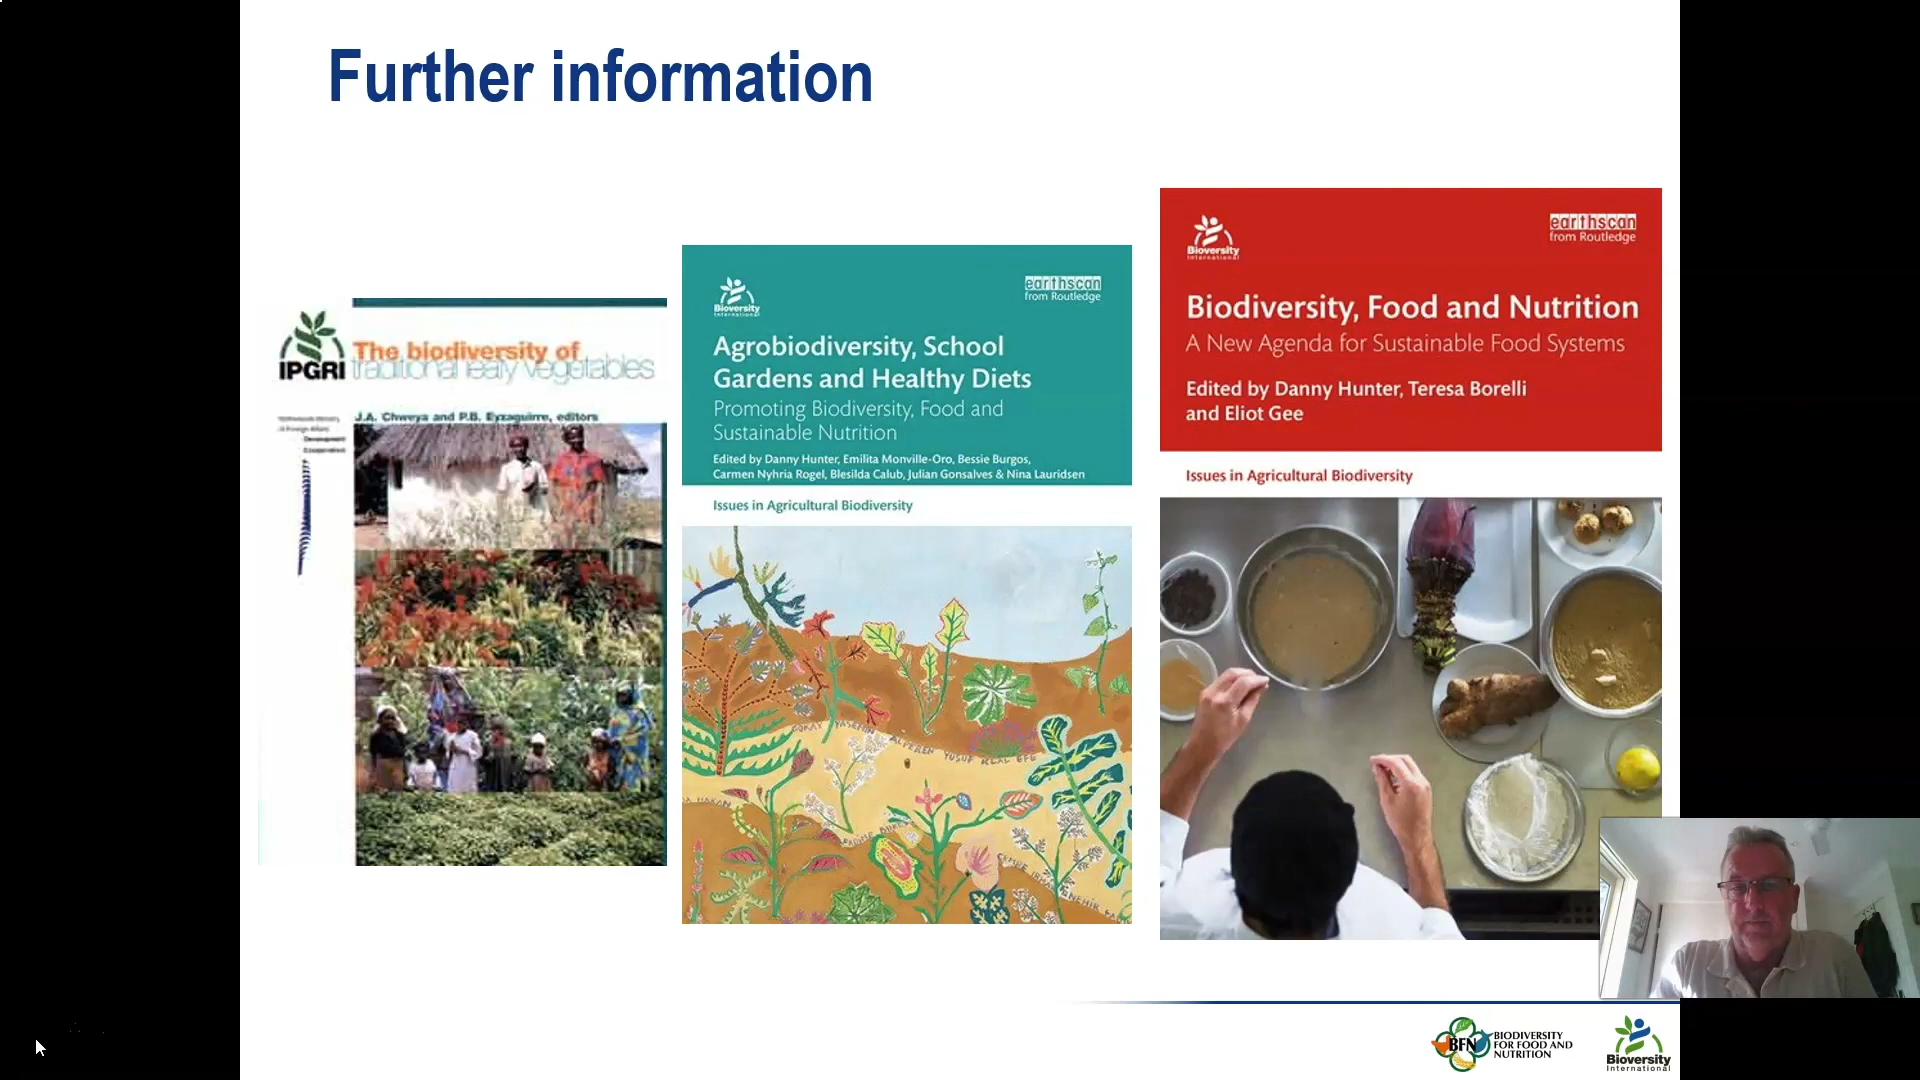 Further information
IPGRI
The biodiversity of
traditional leafy vegetables
J.A. Chweya and P.B. Eyzaguirre, editors
Development
Cooperation
Bioversity
International
earthscan
from Routledge
Agrobiodiversity, School
Gardens and Healthy Diets
Promoting Biodiversity, Food and
Sustainable Nutrition
Edited by Danny Hunter, Emilita Monville-Oro, Bessie Burgos,
Carmen Nyhria Rogel, Blesilda Calub, Julian Gonsalves & Nina Lauridsen
Issues in Agricultural Biodiversity
YUSUF
Bioversity
International
earthscan
from Routledge
Biodiversity, Food and Nutrition
A New Agenda for Sustainable Food Systems
Edited by Danny Hunter, Teresa Borelli
and Eliot Gee
Issues in Agricultural Biodiversity
BFN
BIODIVERSITY
FOR FOOD AND
NUTRITION
Bioversity
International